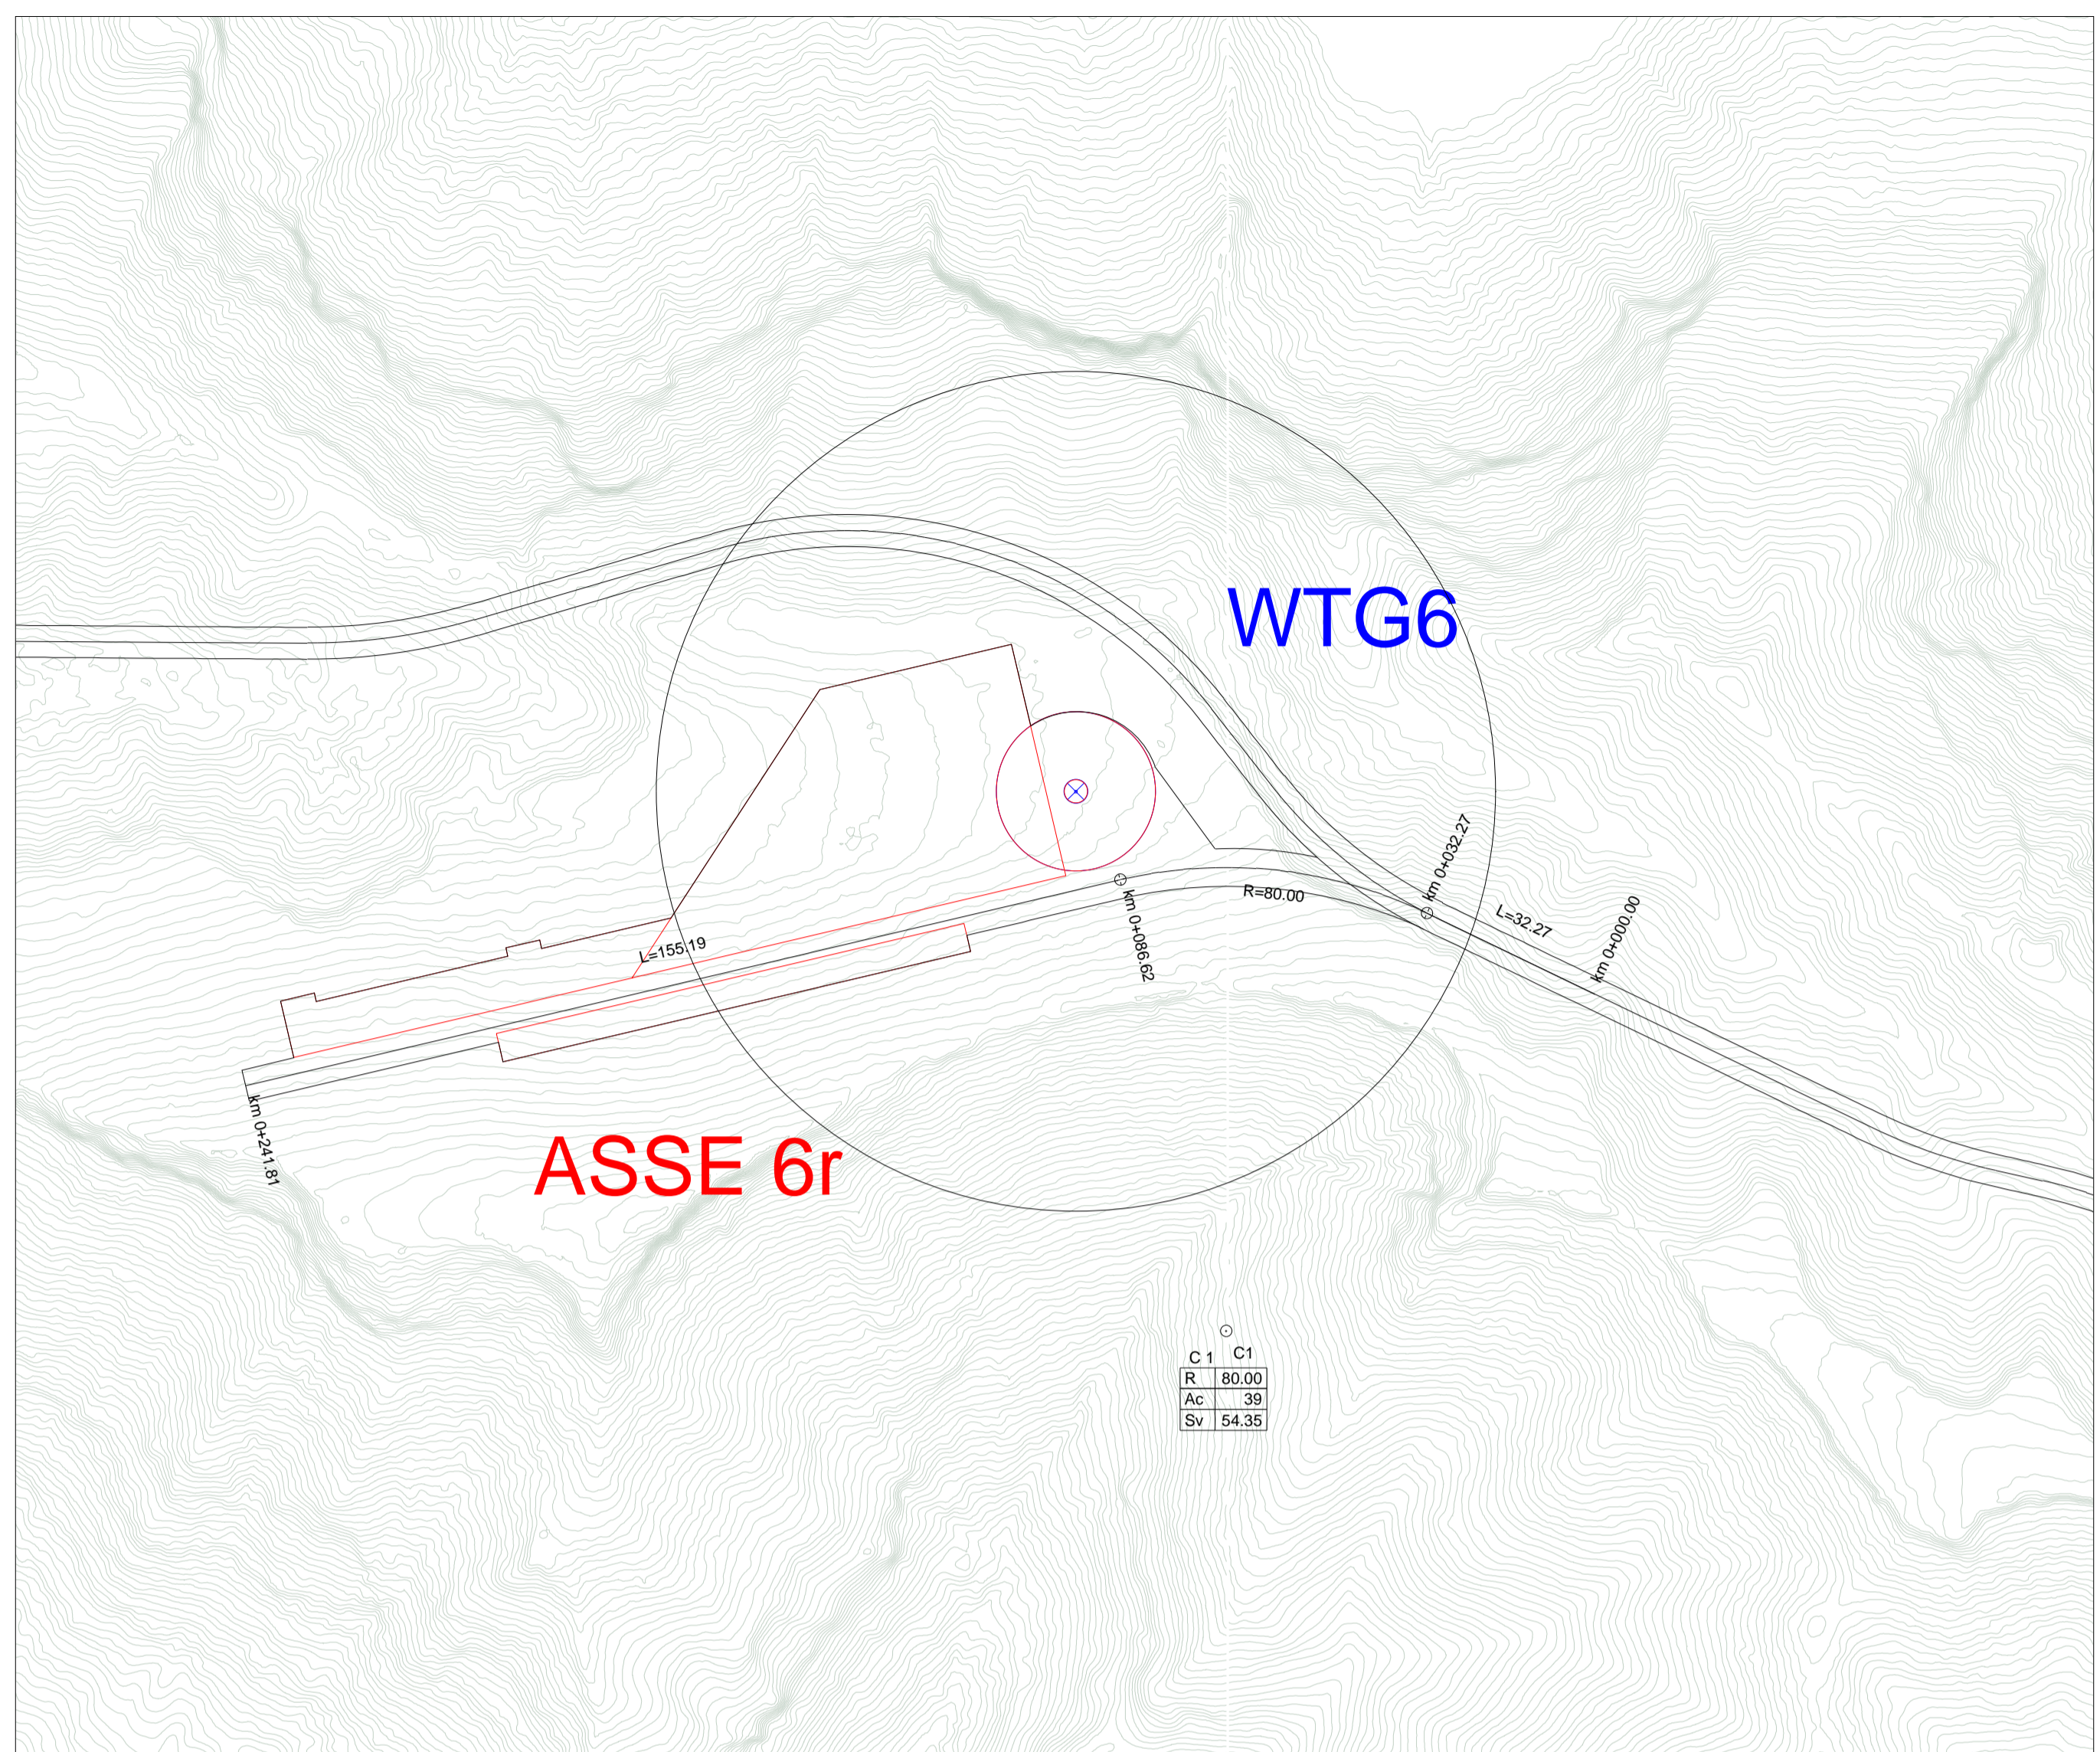 WTG6
km 0+032.27
R=80.00
L=32.27
km 0+000.00
km 0+086.62
L=155.19
km 0+241.81
ASSE 6r
C 1 C1
R 80.00
Ac 39
Sv 54.35